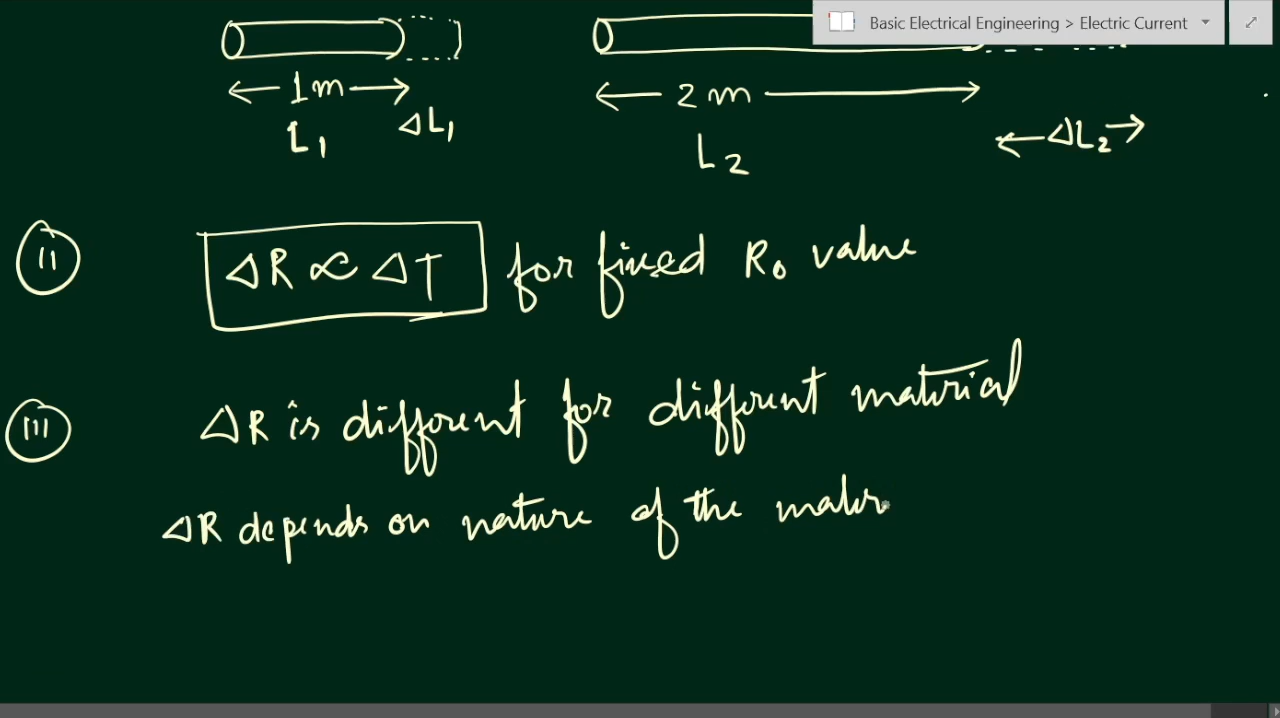 Basic Electrical Engineering > Electric Current
1m
2m
L₁
ΔL₁
L₂
ΔL₂
(II) ΔR ∝ ΔT for fixed R₀ value
(III) ΔR is different for different material
ΔR depends on nature of the mater